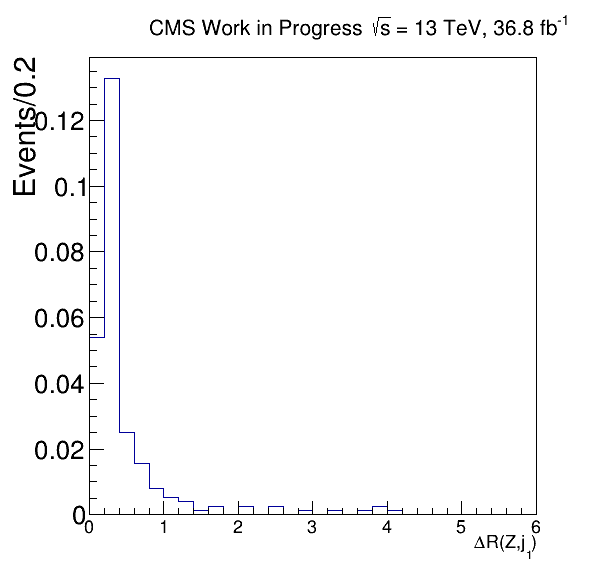 CMS Work in Progress √s = 13 TeV, 36.8 fb⁻¹
Events/0.2
0.12
0.1
0.08
0.06
0.04
0.02
0
0 1 2 3 4 5 6
ΔR(Z,j₁)